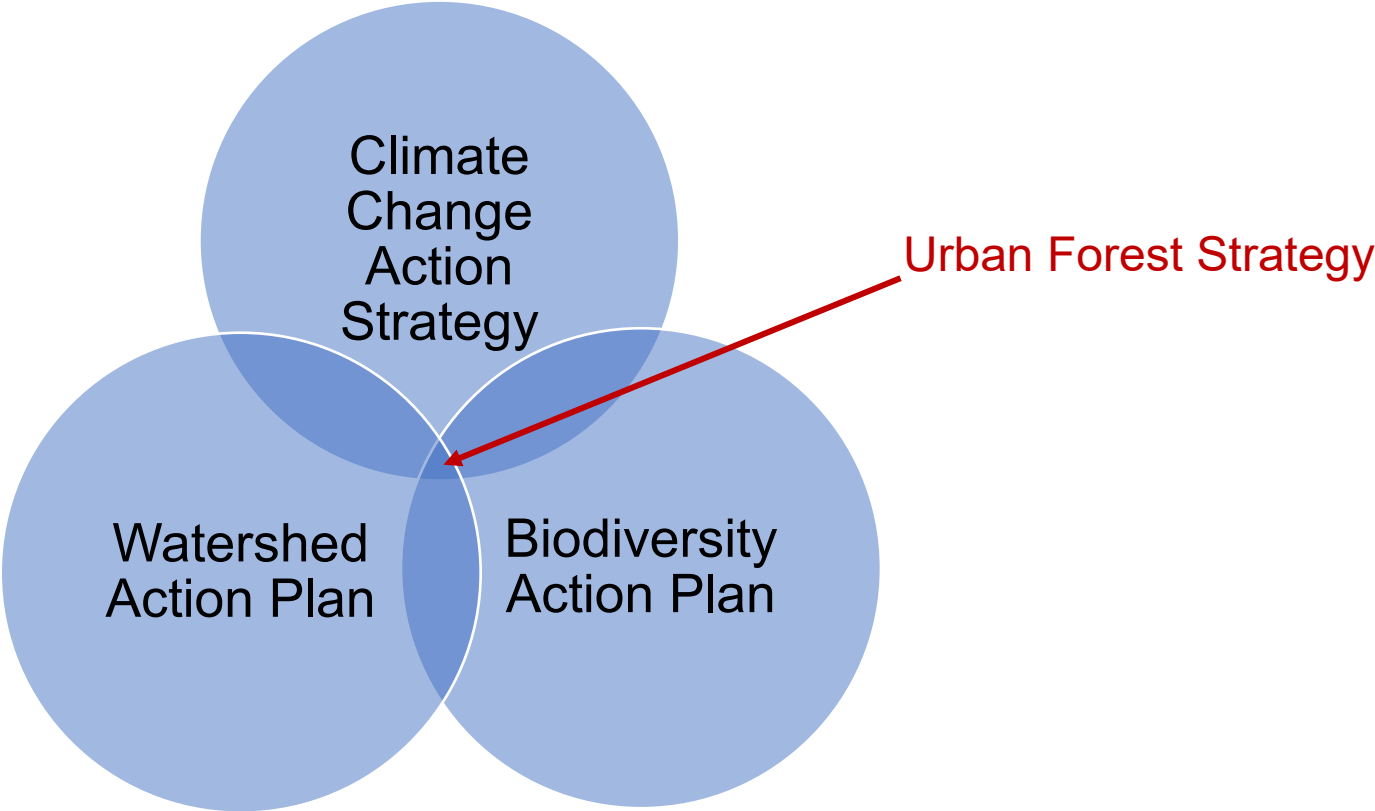 Climate
Change
Action
Strategy
Urban Forest Strategy
Watershed
Action Plan
Biodiversity
Action Plan